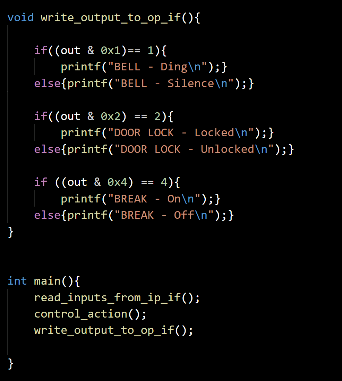 void write_output_to_op_if(){
if((out & 0x1)== 1){
printf("BELL - Ding\n");}
else{printf("BELL - Silence\n");}
if((out & 0x2) == 2){
printf("DOOR LOCK - Locked\n");}
else{printf("DOOR LOCK - Unlocked\n");}
if ((out & 0x4) == 4){
printf("BREAK - On\n");}
else{printf("BREAK - Off\n");}
}
int main(){
read_inputs_from_ip_if();
control_action();
write_output_to_op_if();
}